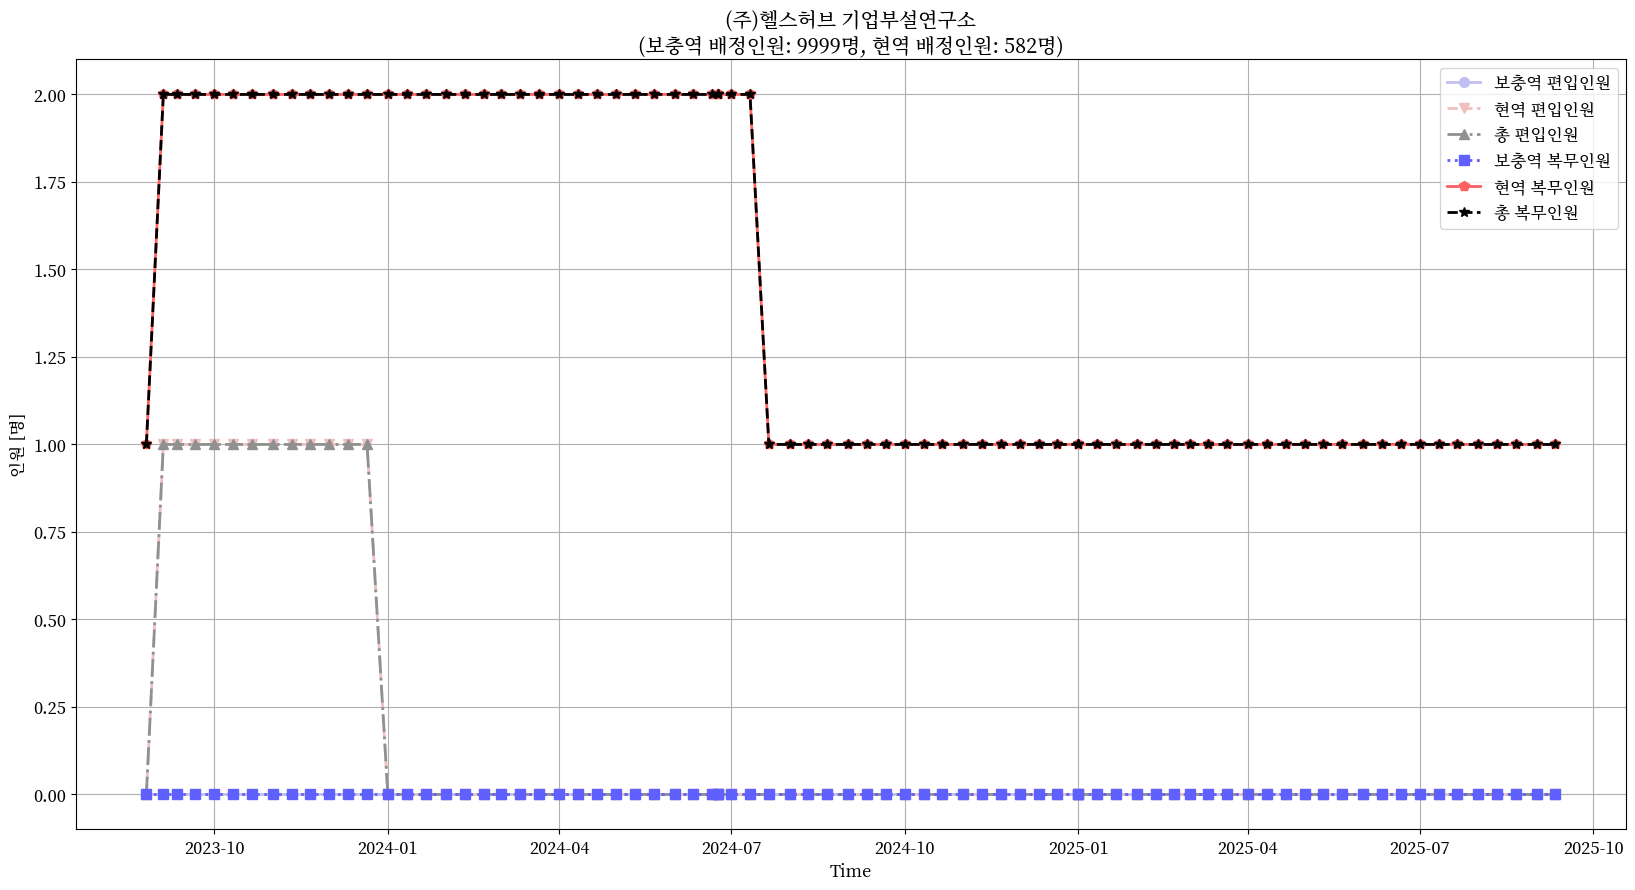 (주)헬스허브 기업부설연구소
(보충역 배정인원: 9999명, 현역 배정인원: 582명)
2.00
1.75
1.50
1.25
1.00
0.75
0.50
0.25
0.00
인원 [명]
보충역 편입인원
현역 편입인원
총 편입인원
보충역 복무인원
현역 복무인원
총 복무인원
2023-10
2024-01
2024-04
2024-07
2024-10
2025-01
2025-04
2025-07
2025-10
Time